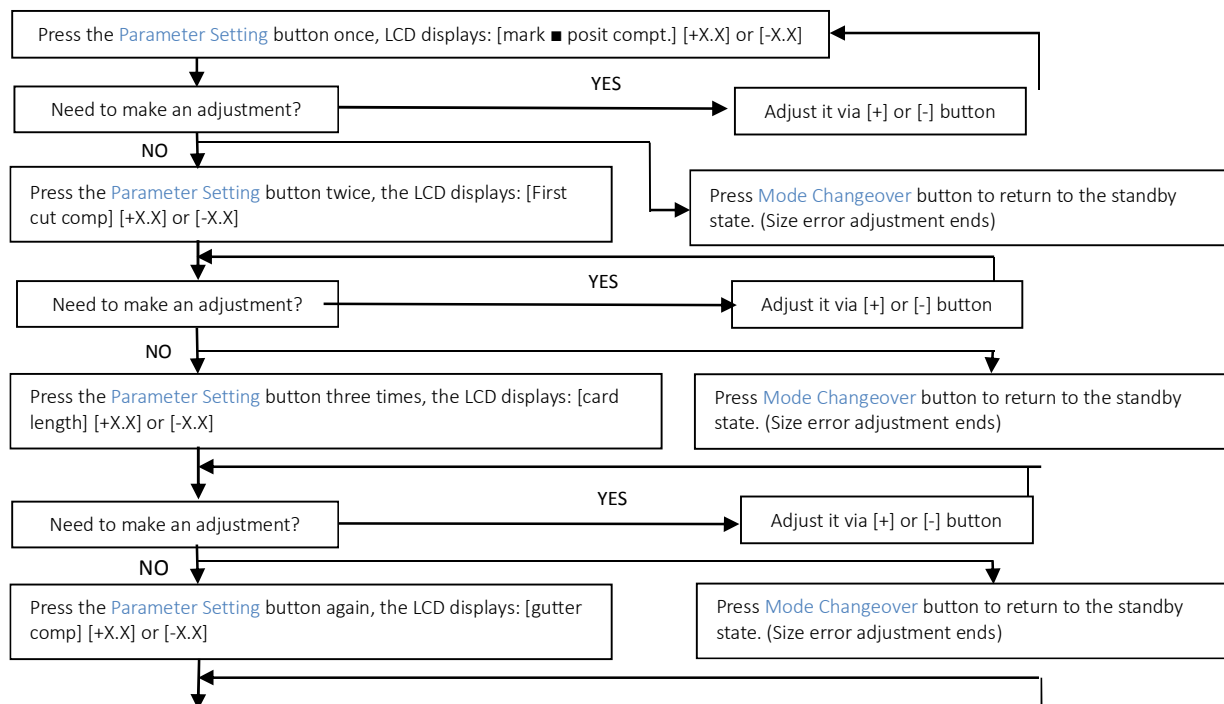 Press the Parameter Setting button once, LCD displays: [mark ■ posit compt.] [+X.X] or [-X.X]
YES
Need to make an adjustment?
Adjust it via [+] or [-] button
NO
Press the Parameter Setting button twice, the LCD displays: [First
cut comp] [+X.X] or [-X.X]
Press Mode Changeover button to return to the standby
state. (Size error adjustment ends)
YES
Need to make an adjustment?
Adjust it via [+] or [-] button
NO
Press the Parameter Setting button three times, the LCD displays: [card
length] [+X.X] or [-X.X]
Press Mode Changeover button to return to the standby
state. (Size error adjustment ends)
YES
Need to make an adjustment?
Adjust it via [+] or [-] button
NO
Press the Parameter Setting button again, the LCD displays: [gutter
comp] [+X.X] or [-X.X]
Press Mode Changeover button to return to the standby
state. (Size error adjustment ends)